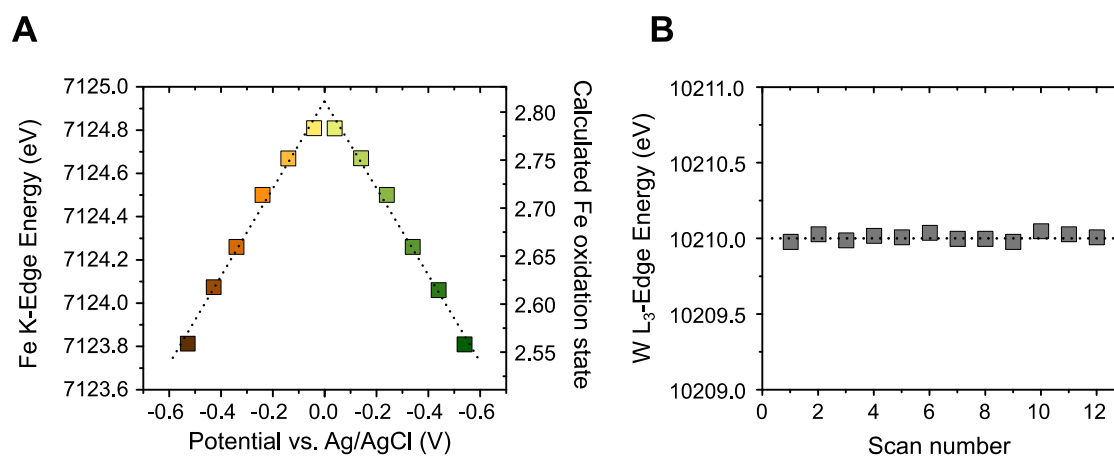 A
B
7125.0
7124.8
7124.6
7124.4
7124.2
7124.0
7123.8
7123.6
Fe K-Edge Energy (eV)
2.80
2.75
2.70
2.65
2.60
2.55
Calculated Fe oxidation state
-0.6 -0.4 -0.2 0.0 -0.2 -0.4 -0.6
Potential vs. Ag/AgCl (V)
10211.0
10210.5
10210.0
10209.5
10209.0
W L₃-Edge Energy (eV)
0 2 4 6 8 10 12
Scan number